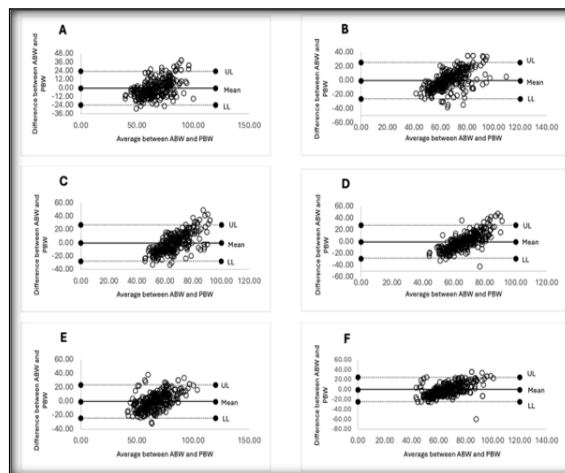 A
Difference between ABW and PBW
48.00
36.00
24.00
12.00
0.00
-12.00
-24.00
-36.00
UL
Mean
LL
0.00 50.00 100.00 150.00
Average between ABW and PBW
B
Difference between ABW and PBW
40.00
20.00
0.00
-20.00
-40.00
-60.00
UL
Mean
LL
0.00 20.00 40.00 60.00 80.00 100.00 120.00 140.00
Average between ABW and PBW
C
Difference between ABW and PBW
60.00
40.00
20.00
0.00
-20.00
-40.00
UL
Mean
LL
0.00 20.00 40.00 60.00 80.00 100.00 120.00
Average between ABW and PBW
D
Difference between ABW and PBW
60.00
40.00
20.00
0.00
-20.00
-40.00
-60.00
UL
Mean
LL
0.00 20.00 40.00 60.00 80.00 100.00 120.00
Average between ABW and PBW
E
Difference between ABW and PBW
60.00
40.00
20.00
0.00
-20.00
-40.00
UL
Mean
LL
0.00 50.00 100.00 150.00
Average between ABW and PBW
F
Difference between ABW and PBW
60.00
40.00
20.00
0.00
-20.00
-40.00
-60.00
-80.00
UL
Mean
LL
0.00 20.00 40.00 60.00 80.00 100.00 120.00 140.00
Average between ABW and PBW